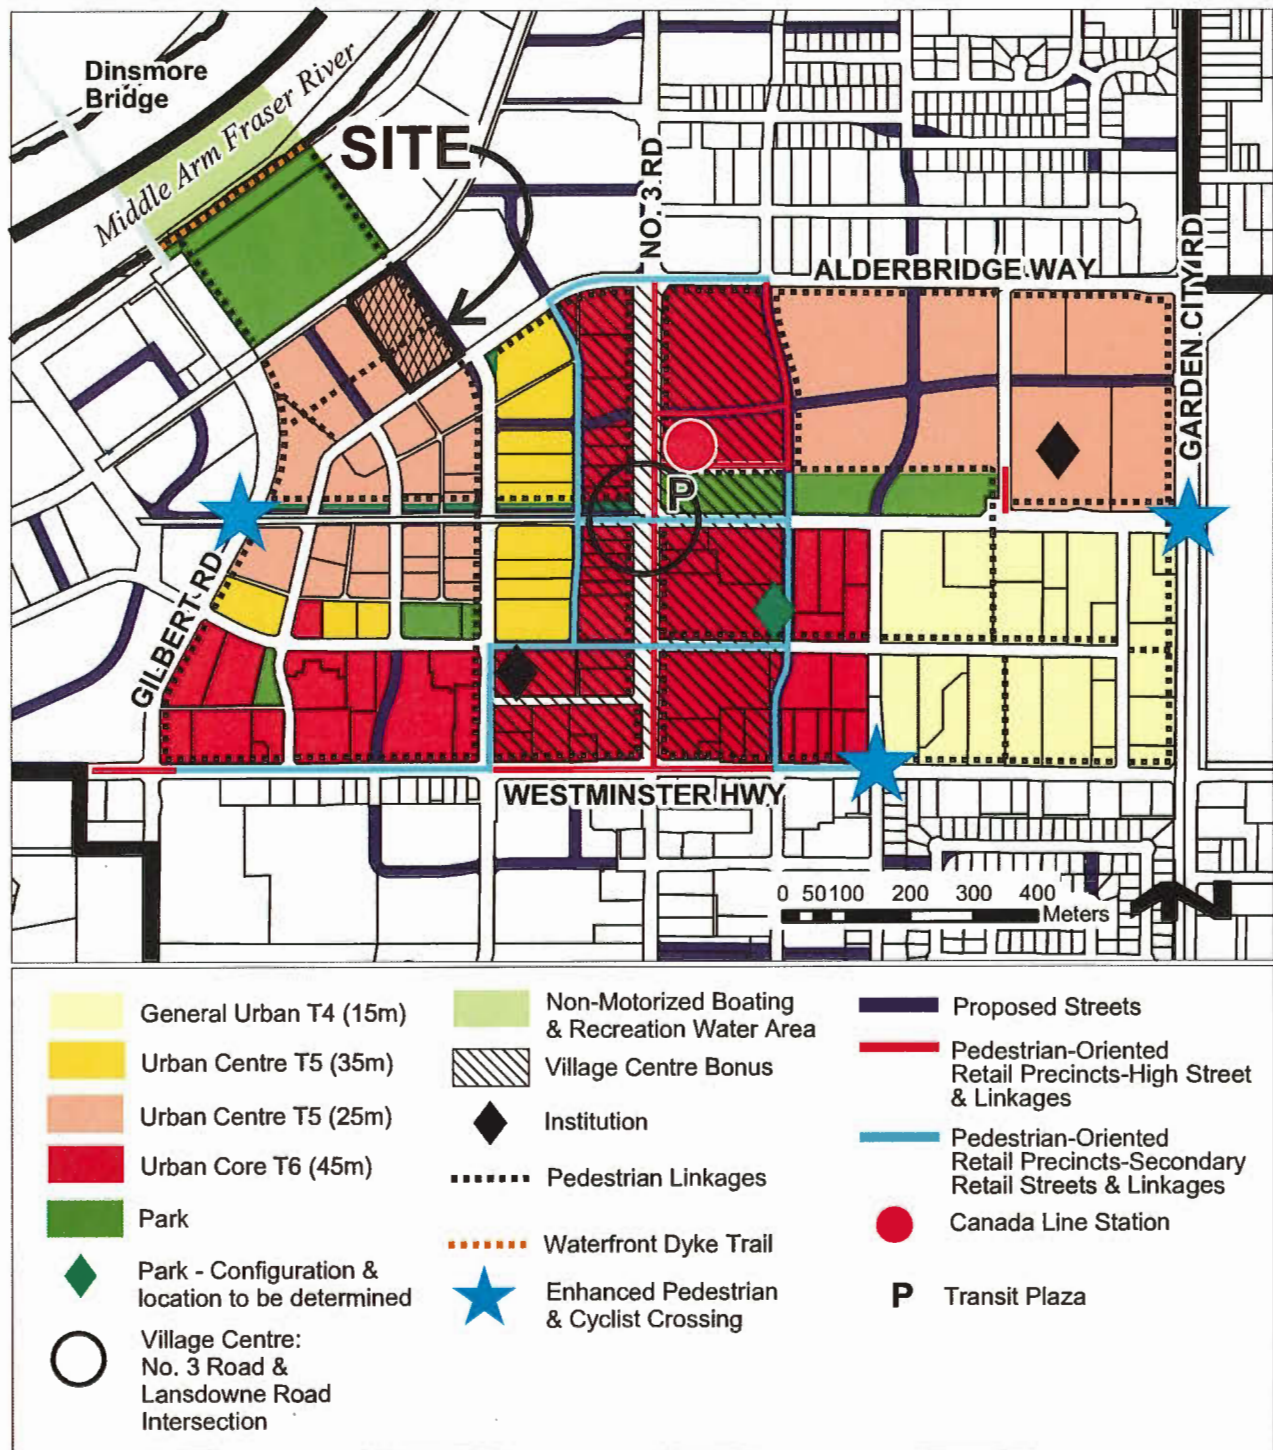 Dinsmore
Bridge
Middle Arm Fraser River
SITE
NO. 3 RD
ALDERBRIDGE WAY
GARDEN CITY RD
P
GILBERT RD
WESTMINSTER HWY
0 50 100 200 300 400
Meters
General Urban T4 (15m)
Urban Centre T5 (35m)
Urban Centre T5 (25m)
Urban Core T6 (45m)
Park
Park - Configuration &
location to be determined
Village Centre:
No. 3 Road &
Lansdowne Road
Intersection
Non-Motorized Boating
& Recreation Water Area
Village Centre Bonus
Institution
Pedestrian Linkages
Waterfront Dyke Trail
Enhanced Pedestrian
& Cyclist Crossing
Proposed Streets
Pedestrian-Oriented
Retail Precincts-High Street
& Linkages
Pedestrian-Oriented
Retail Precincts-Secondary
Retail Streets & Linkages
Canada Line Station
P Transit Plaza